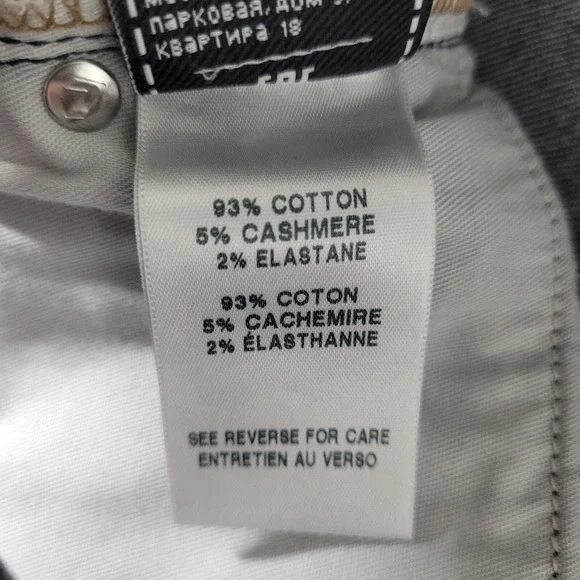 ПАРКОВАЯ, ДОМ
КВАРТИРА 18
93% COTTON
5% CASHMERE
2% ELASTANE
93% COTON
5% CACHEMIRE
2% ÉLASTHANNE
SEE REVERSE FOR CARE
ENTRETIEN AU VERSO